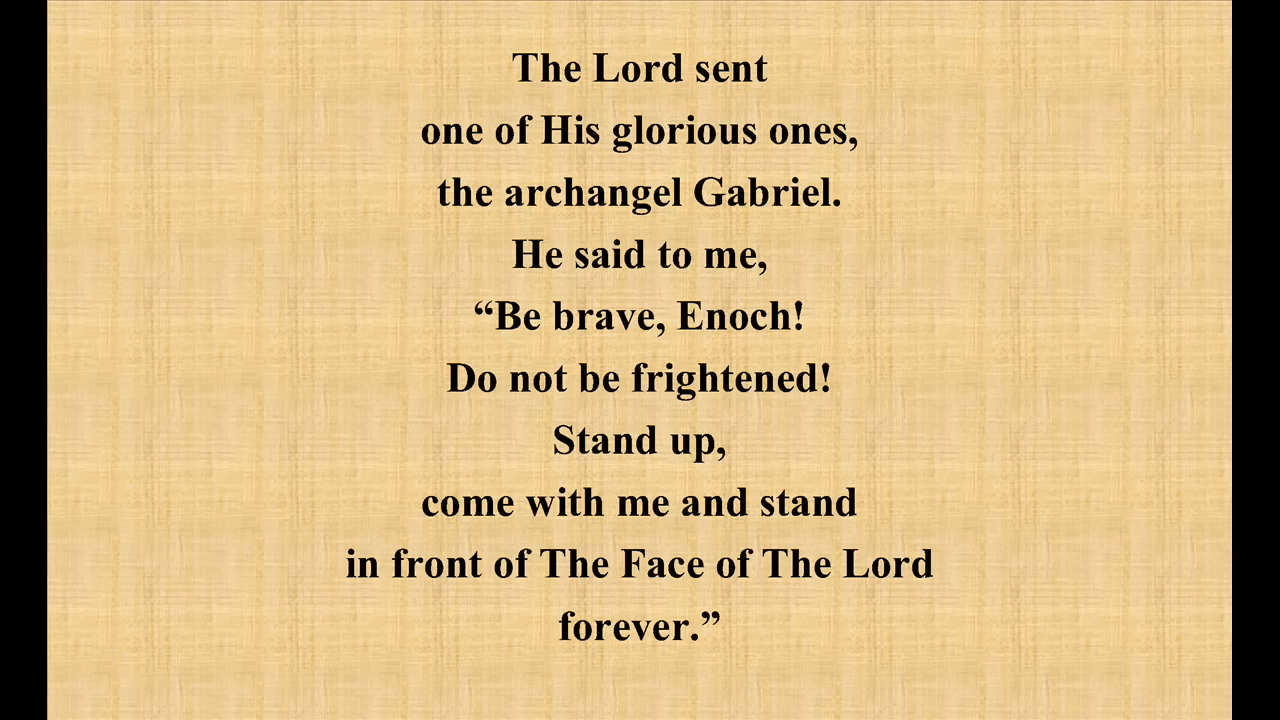 The Lord sent
one of His glorious ones,
the archangel Gabriel.
He said to me,
“Be brave, Enoch!
Do not be frightened!
Stand up,
come with me and stand
in front of The Face of The Lord
forever.”